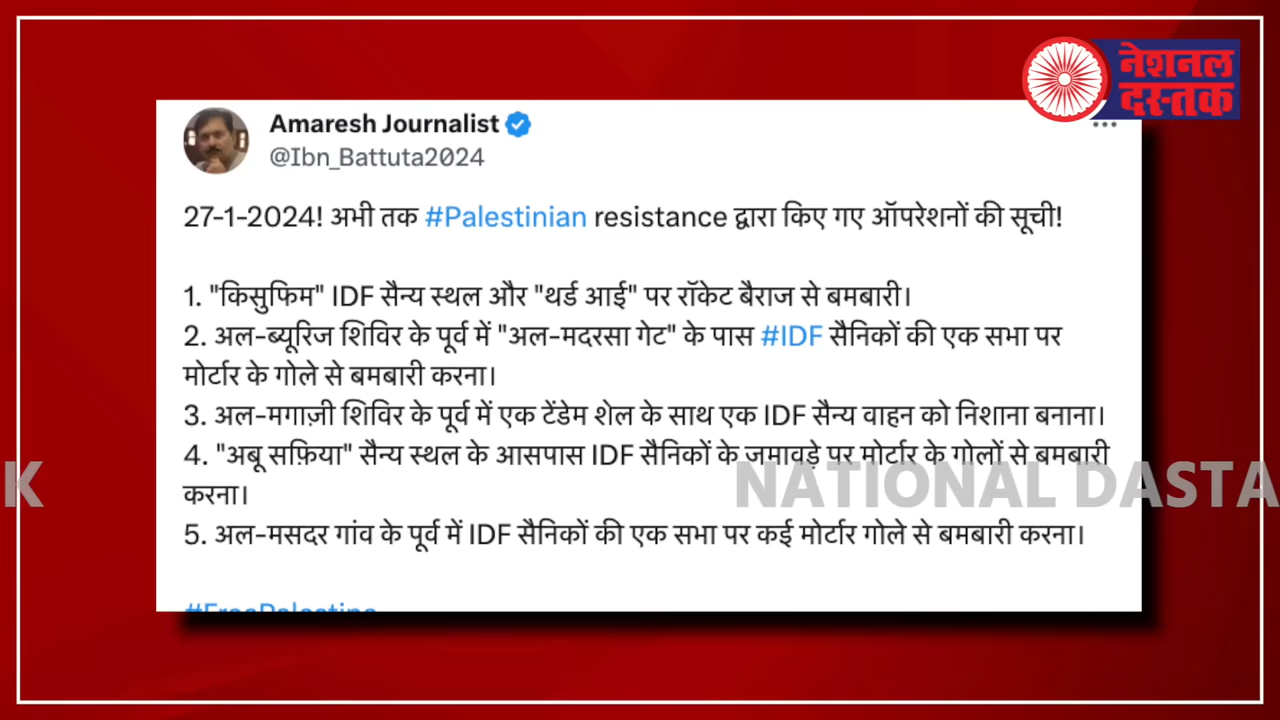 नेशनल
दस्तक
Amaresh Journalist
@Ibn_Battuta2024
27-1-2024! अभी तक #Palestinian resistance द्वारा किए गए ऑपरेशनों की सूची!
1. "किसुफिम" IDF सैन्य स्थल और "थर्ड आई" पर रॉकेट बैराज से बमबारी।
2. अल-ब्यूरिज शिविर के पूर्व में "अल-मदरसा गेट" के पास #IDF सैनिकों की एक सभा पर
मोर्टार के गोले से बमबारी करना।
3. अल-मगाज़ी शिविर के पूर्व में एक टेंडेम शेल के साथ एक IDF सैन्य वाहन को निशाना बनाना।
4. "अबू सफ़िया" सैन्य स्थल के आसपास IDF सैनिकों के जमावड़े पर मोर्टार के गोलों से बमबारी
करना।
5. अल-मसदर गांव के पूर्व में IDF सैनिकों की एक सभा पर कई मोर्टार गोले से बमबारी करना।
#FreePalestine
K
NATIONAL DASTA